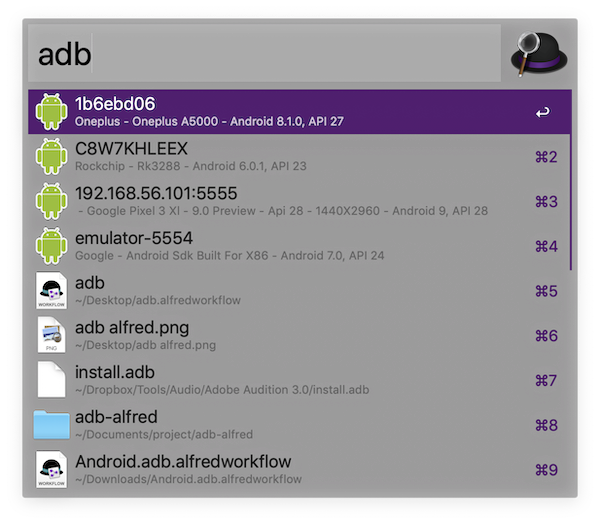 adb
1b6ebd06
Oneplus - Oneplus A5000 - Android 8.1.0, API 27
↩
C8W7KHLEEX
Rockchip - Rk3288 - Android 6.0.1, API 23
⌘2
192.168.56.101:5555
- Google Pixel 3 Xl - 9.0 Preview - Api 28 - 1440X2960 - Android 9, API 28
⌘3
emulator-5554
Google - Android Sdk Built For X86 - Android 7.0, API 24
⌘4
WORKFLOW
adb
~/Desktop/adb.alfredworkflow
⌘5
PNG
adb alfred.png
~/Desktop/adb alfred.png
⌘6
install.adb
~/Dropbox/Tools/Audio/Adobe Audition 3.0/install.adb
⌘7
adb-alfred
~/Documents/project/adb-alfred
⌘8
WORKFLOW
Android.adb.alfredworkflow
~/Downloads/Android.adb.alfredworkflow
⌘9